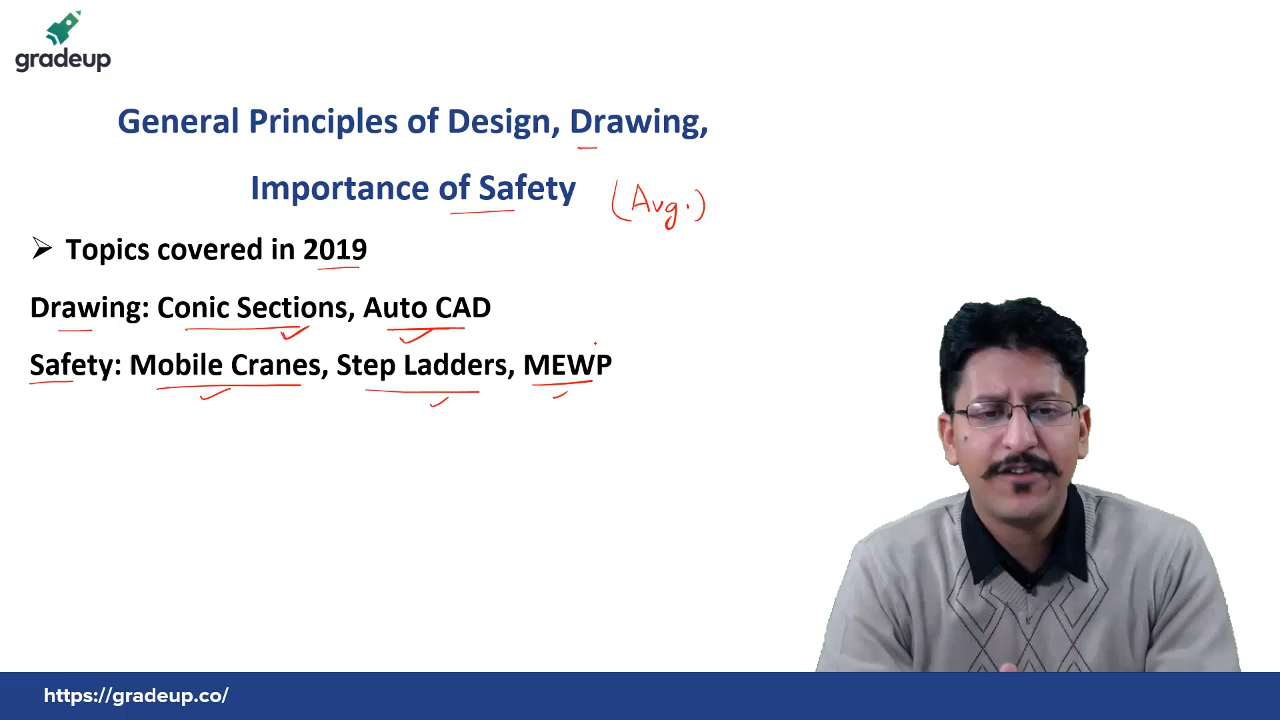 gradeup
General Principles of Design, Drawing,
Importance of Safety (Avg.)
➢ Topics covered in 2019
Drawing: Conic Sections, Auto CAD
Safety: Mobile Cranes, Step Ladders, MEWP
https://gradeup.co/